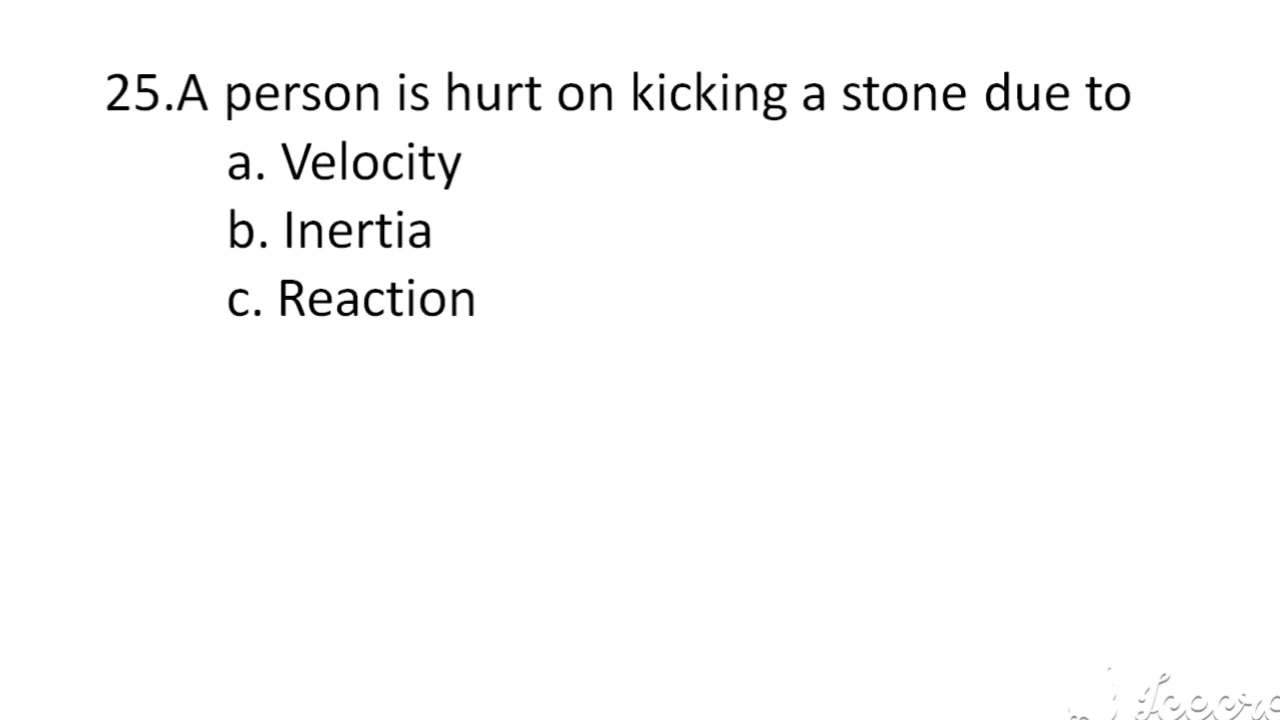 25.A person is hurt on kicking a stone due to
a. Velocity
b. Inertia
c. Reaction